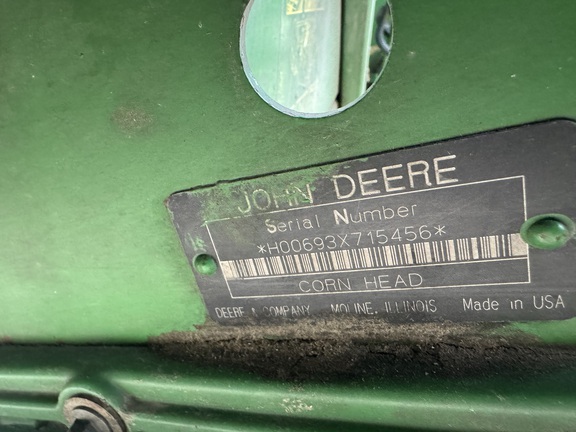 JOHN DEERE
Serial Number
*H00693X715456*
CORN HEAD
DEERE & COMPANY MOLINE, ILLINOIS Made in USA